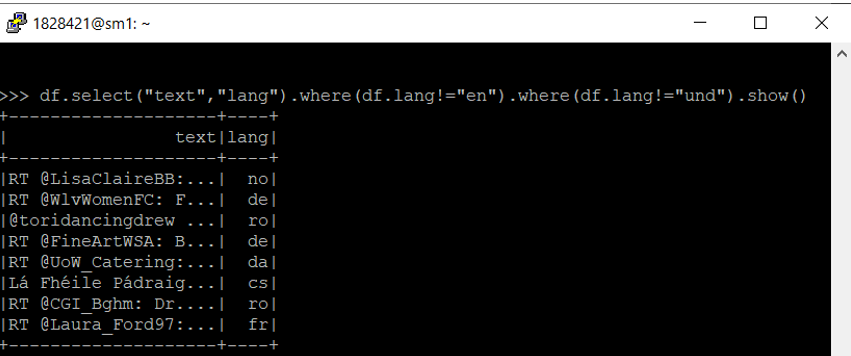 1828421@sm1: ~
>>> df.select("text","lang").where(df.lang!="en").where(df.lang!="und").show()
+--------------------+----+
|                text|lang|
+--------------------+----+
|RT @LisaClaireBB:...|  no|
|RT @WlvWomenFC: F...|  de|
|@toridancingdrew ...|  ro|
|RT @FineArtWSA: B...|  de|
|RT @UoW_Catering:...|  da|
|Lá Fhéile Pádraig...|  cs|
|RT @CGI_Bghm: Dr....|  ro|
|RT @Laura_Ford97:...|  fr|
+--------------------+----+